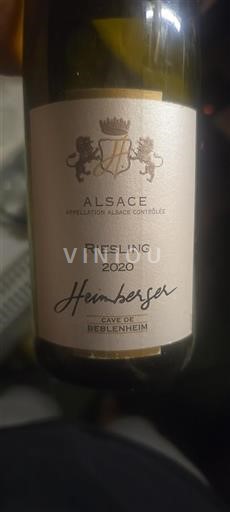 H
ALSACE
APPELLATION ALSACE CONTRÔLÉE
RIESLING
VINIOU
2020
Heimberger
CAVE DE
BEBLENHEIM